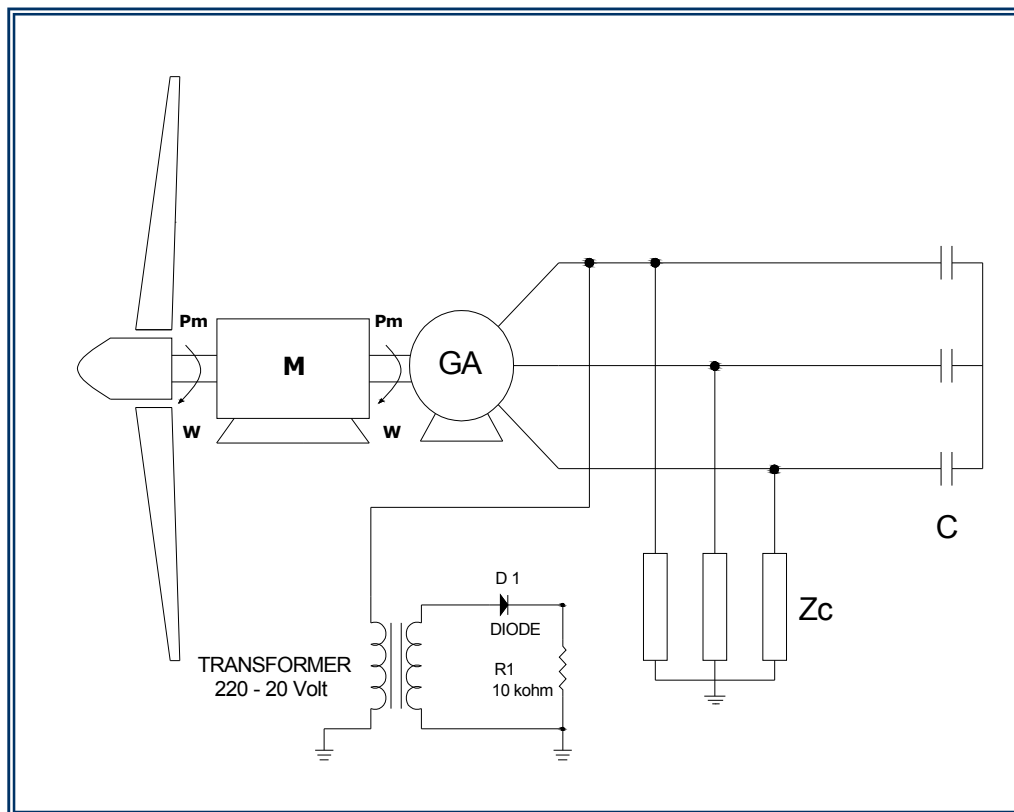 Pm
Pm
M
GA
W
W
C
D 1
DIODE
Zc
TRANSFORMER
220 - 20 Volt
R1
10 kohm